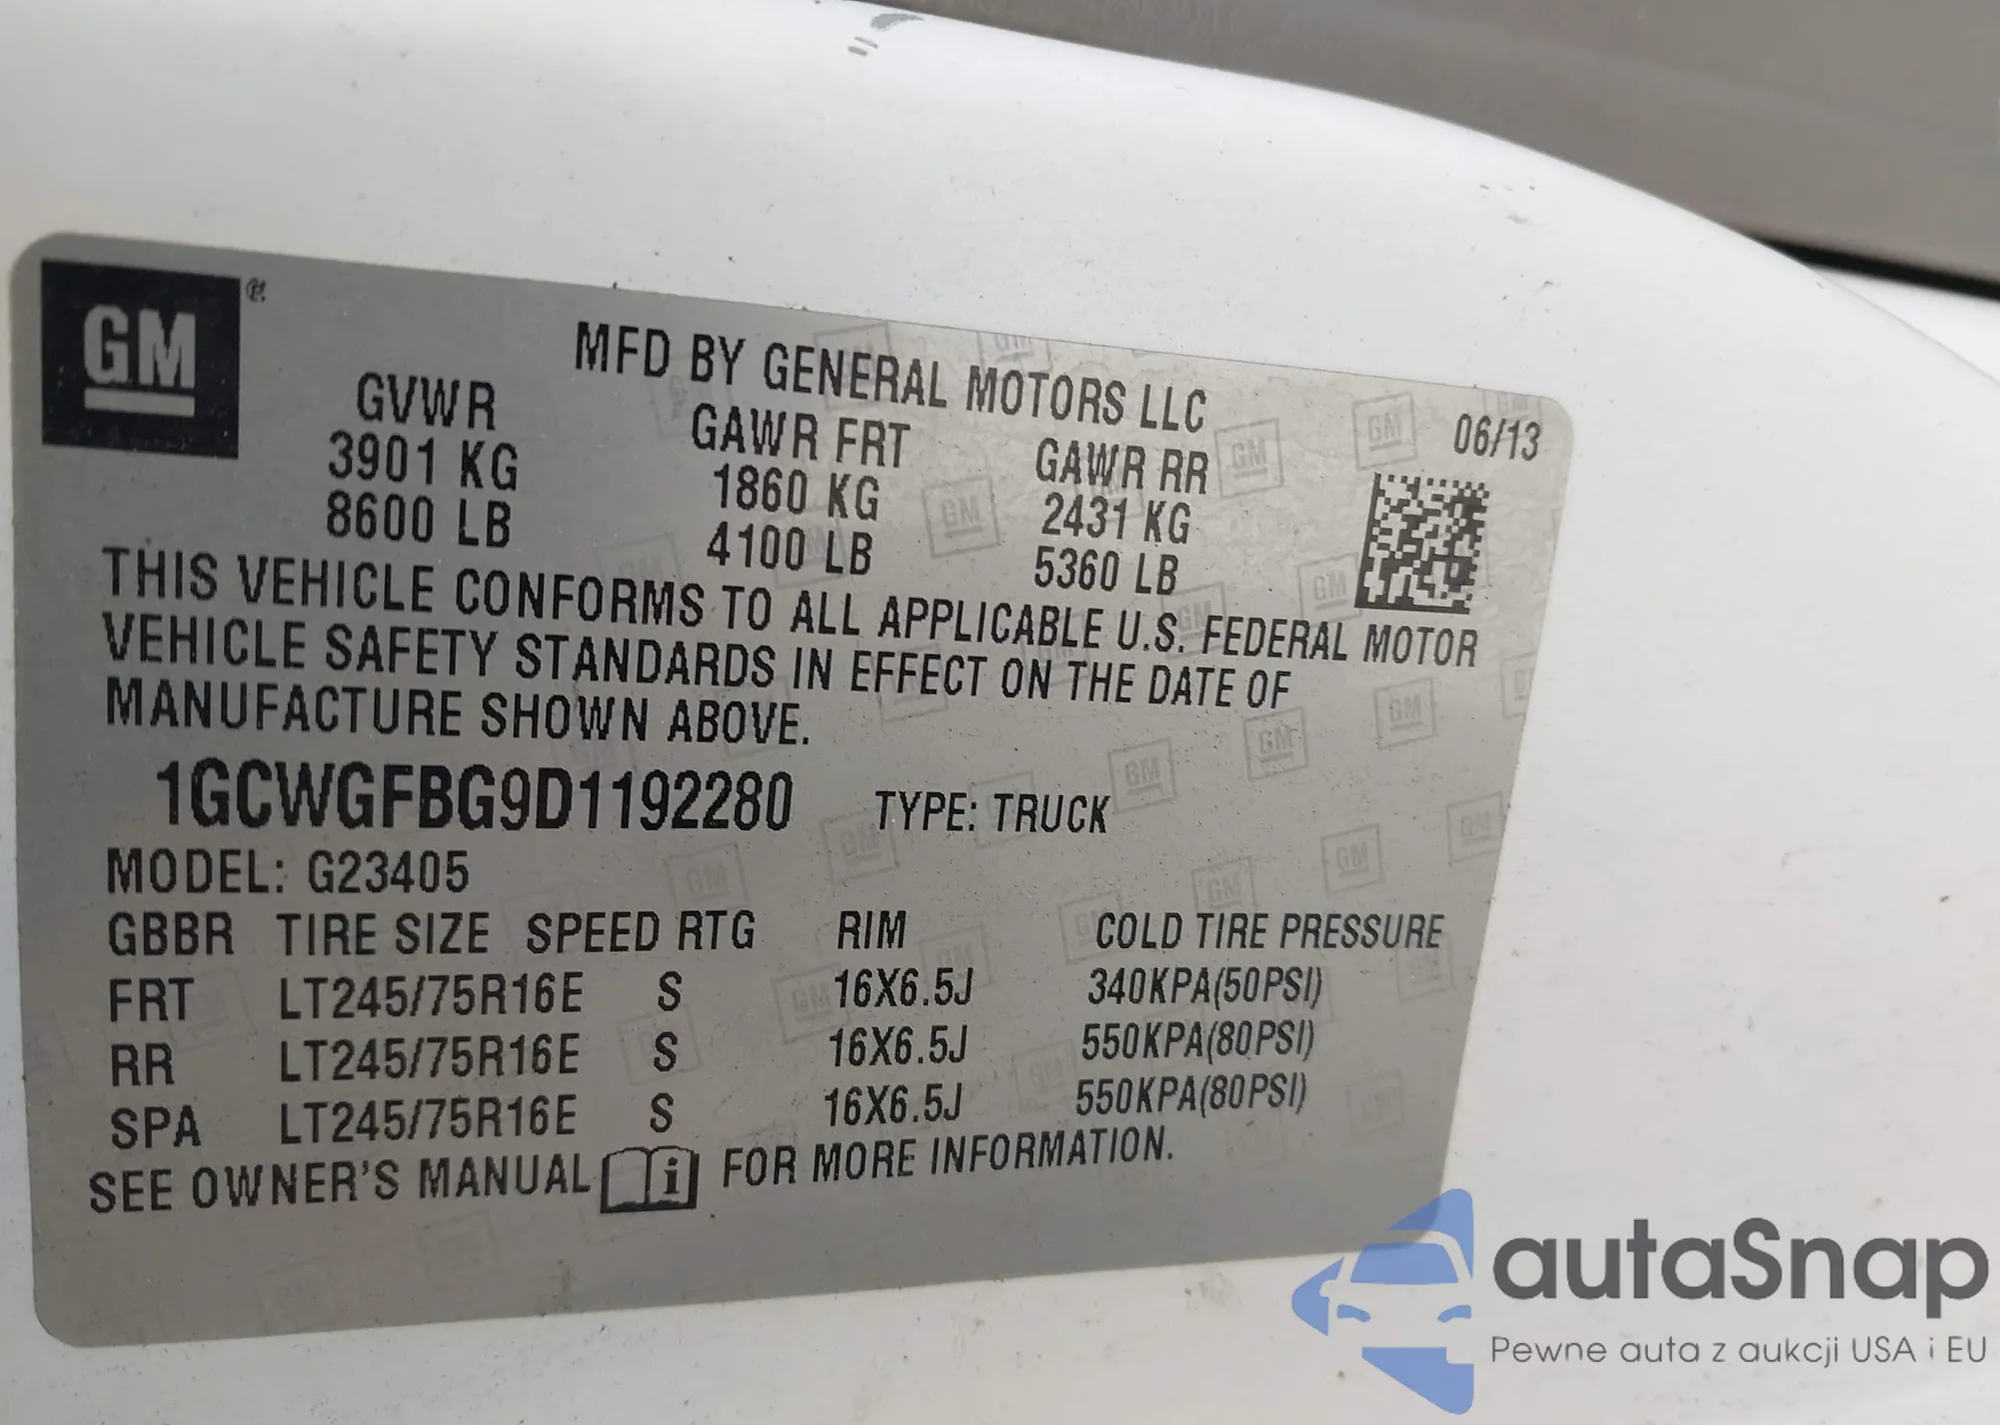 GM
MFD BY GENERAL MOTORS LLC
06/13
GVWR GAWR FRT GAWR RR
3901 KG 1860 KG 2431 KG
8600 LB 4100 LB 5360 LB
THIS VEHICLE CONFORMS TO ALL APPLICABLE U.S. FEDERAL MOTOR
VEHICLE SAFETY STANDARDS IN EFFECT ON THE DATE OF
MANUFACTURE SHOWN ABOVE.
1GCWGFBG9D1192280 TYPE: TRUCK
MODEL: G23405
GBBR TIRE SIZE SPEED RTG RIM COLD TIRE PRESSURE
FRT LT245/75R16E S 16X6.5J 340KPA(50PSI)
RR LT245/75R16E S 16X6.5J 550KPA(80PSI)
SPA LT245/75R16E S 16X6.5J 550KPA(80PSI)
SEE OWNER'S MANUAL i FOR MORE INFORMATION.
autaSnap
Pewne auta z aukcji USA i EU